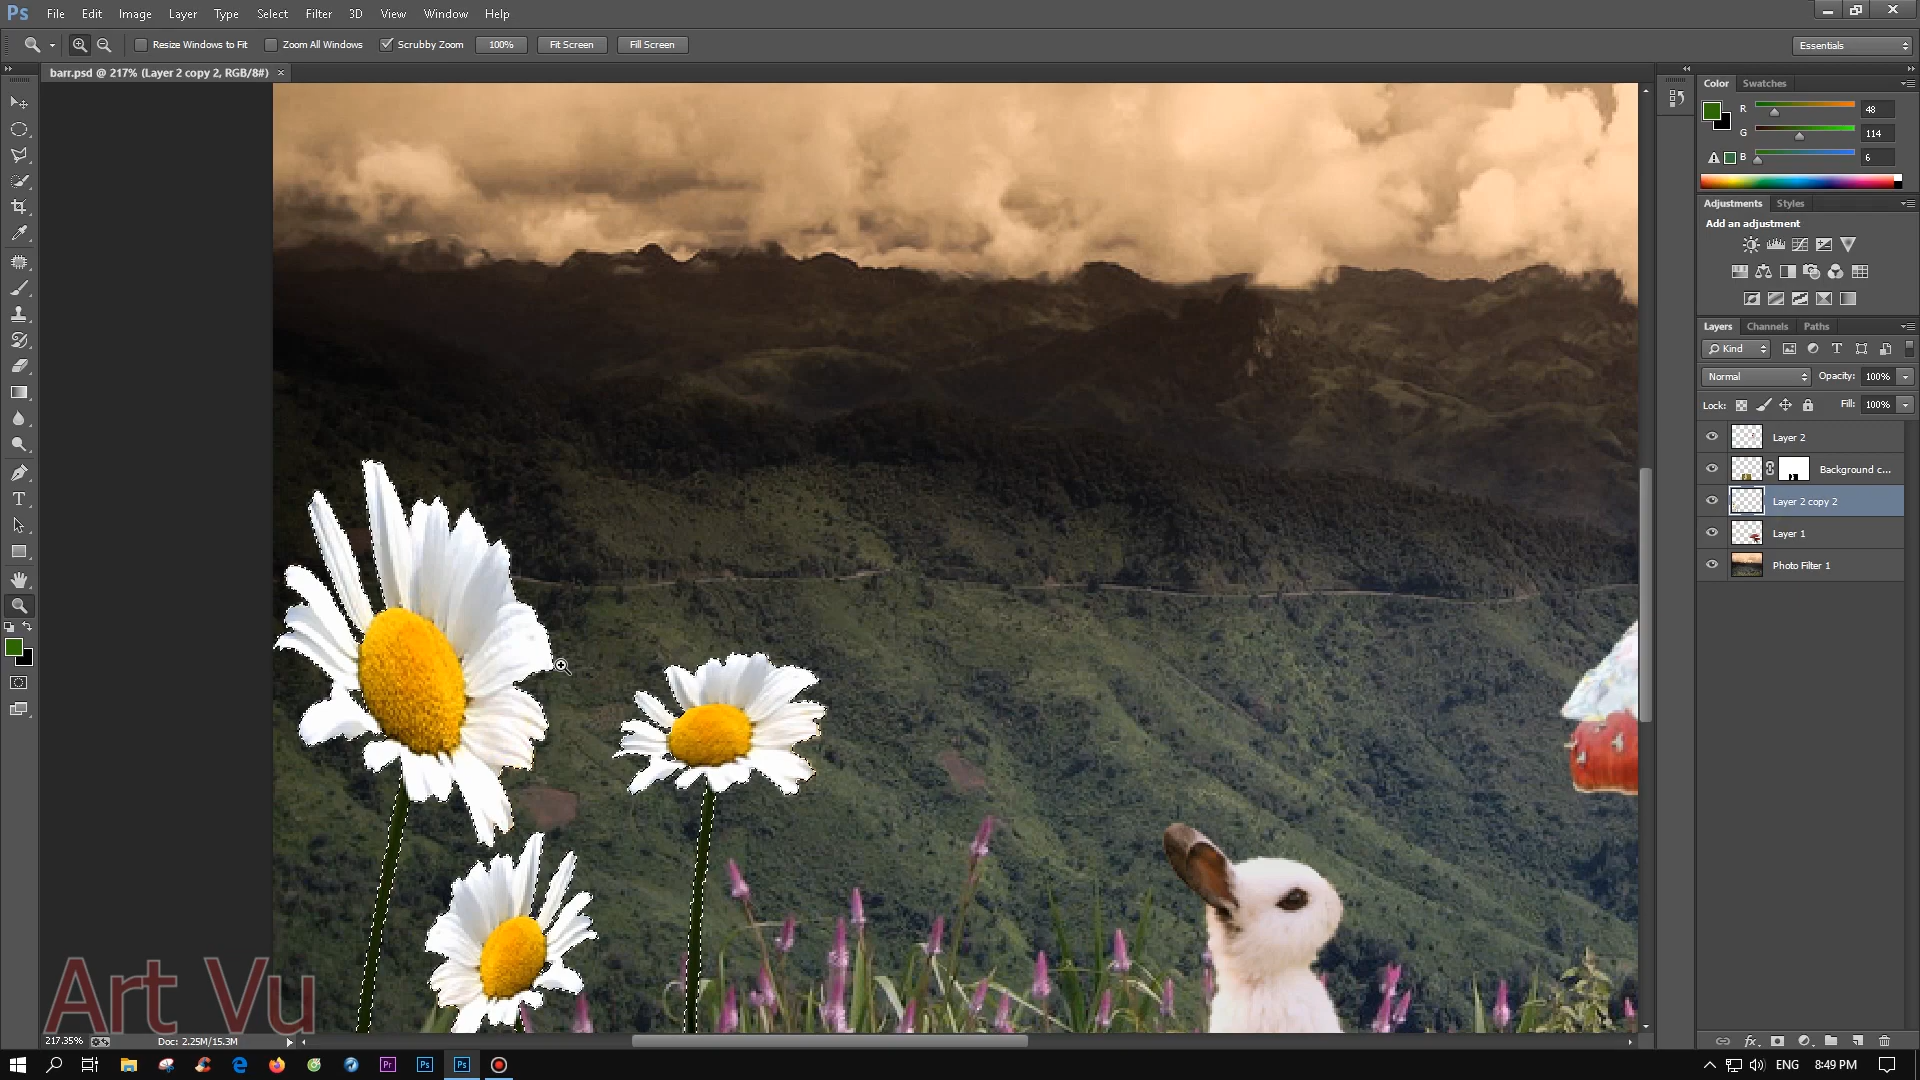 Ps File Edit Image Layer Type Select Filter 3D View Window Help
Resize Windows to Fit Zoom All Windows Scrubby Zoom 100% Fit Screen Fill Screen Essentials
barr.psd @ 217% (Layer 2 copy 2, RGB/8#) ×
Color Swatches
R 48
G 114
B 6
Adjustments Styles
Add an adjustment
Layers Channels Paths
Kind
Normal Opacity: 100%
Lock: Fill: 100%
Layer 2
Background c...
Layer 2 copy 2
Layer 1
Photo Filter 1
Art Vu
217.35% Doc: 2.25M/15.3M
fx
Pr Ps Ps ENG 8:49 PM